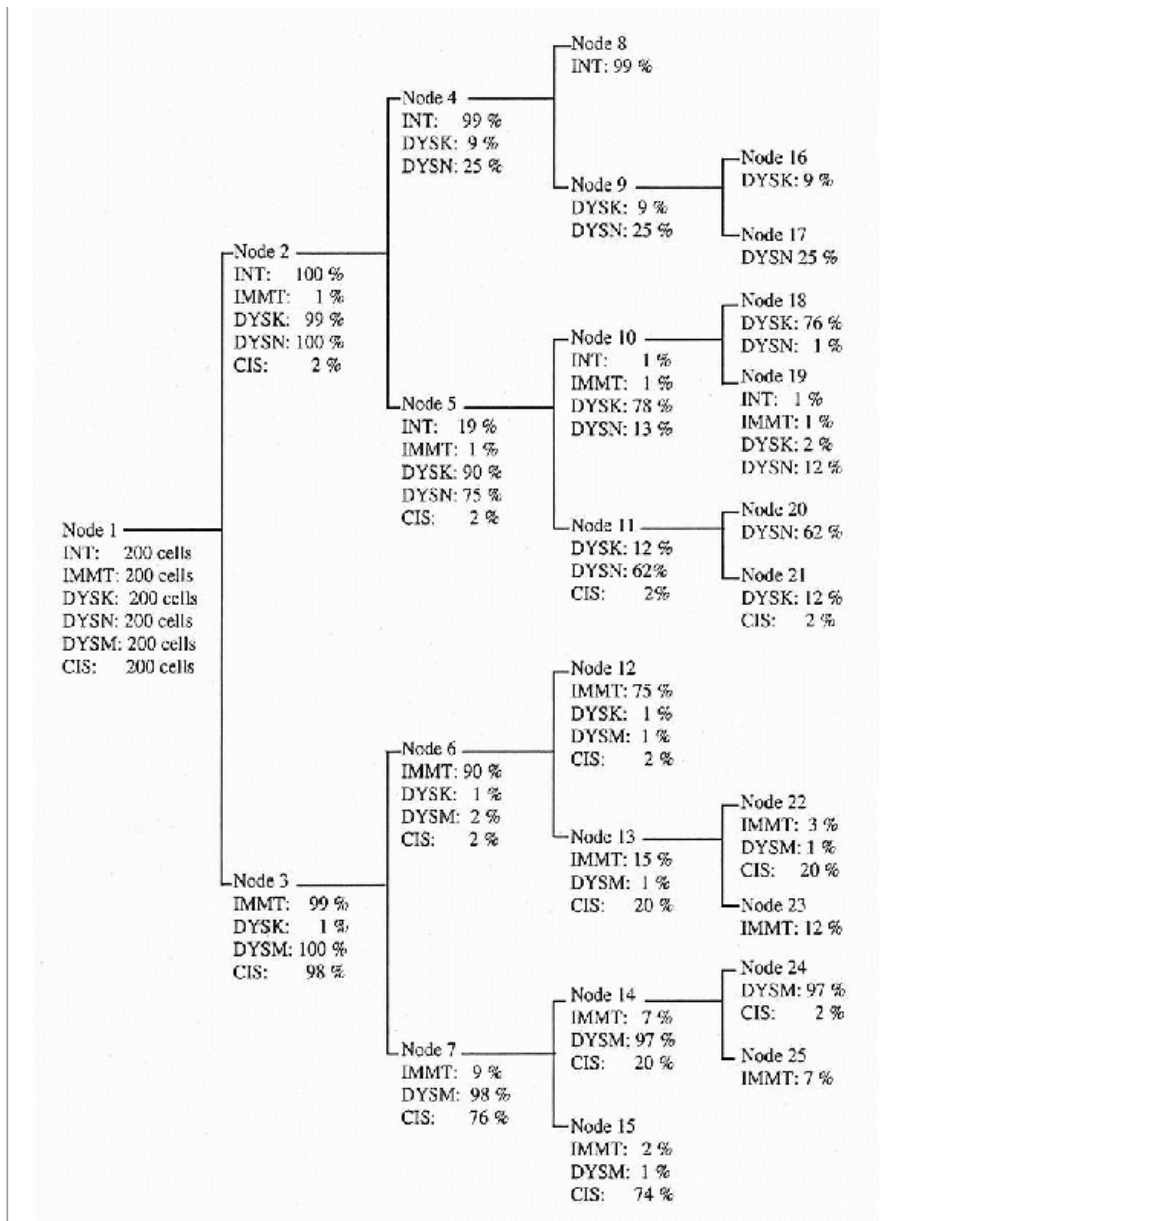 Node 1
INT: 200 cells
IMMT: 200 cells
DYSK: 200 cells
DYSN: 200 cells
DYSM: 200 cells
CIS: 200 cells
Node 2
INT: 100 %
IMMT: 1 %
DYSK: 99 %
DYSN: 100 %
CIS: 2 %
Node 3
IMMT: 99 %
DYSK: 1 %
DYSM: 100 %
CIS: 98 %
Node 4
INT: 99 %
DYSK: 9 %
DYSN: 25 %
Node 5
INT: 19 %
IMMT: 1 %
DYSK: 90 %
DYSN: 75 %
CIS: 2 %
Node 6
IMMT: 90 %
DYSK: 1 %
DYSM: 2 %
CIS: 2 %
Node 7
IMMT: 9 %
DYSM: 98 %
CIS: 76 %
Node 8
INT: 99 %
Node 9
DYSK: 9 %
DYSN: 25 %
Node 10
INT: 1 %
IMMT: 1 %
DYSK: 78 %
DYSN: 13 %
Node 11
DYSK: 12 %
DYSN: 62%
CIS: 2%
Node 12
IMMT: 75 %
DYSK: 1 %
DYSM: 1 %
CIS: 2 %
Node 13
IMMT: 15 %
DYSM: 1 %
CIS: 20 %
Node 14
IMMT: 7 %
DYSM: 97 %
CIS: 20 %
Node 15
IMMT: 2 %
DYSM: 1 %
CIS: 74 %
Node 16
DYSK: 9 %
Node 17
DYSN 25 %
Node 18
DYSK: 76 %
DYSN: 1 %
Node 19
INT: 1 %
IMMT: 1 %
DYSK: 2 %
DYSN: 12 %
Node 20
DYSN: 62 %
Node 21
DYSK: 12 %
CIS: 2 %
Node 22
IMMT: 3 %
DYSM: 1 %
CIS: 20 %
Node 23
IMMT: 12 %
Node 24
DYSM: 97 %
CIS: 2 %
Node 25
IMMT: 7 %